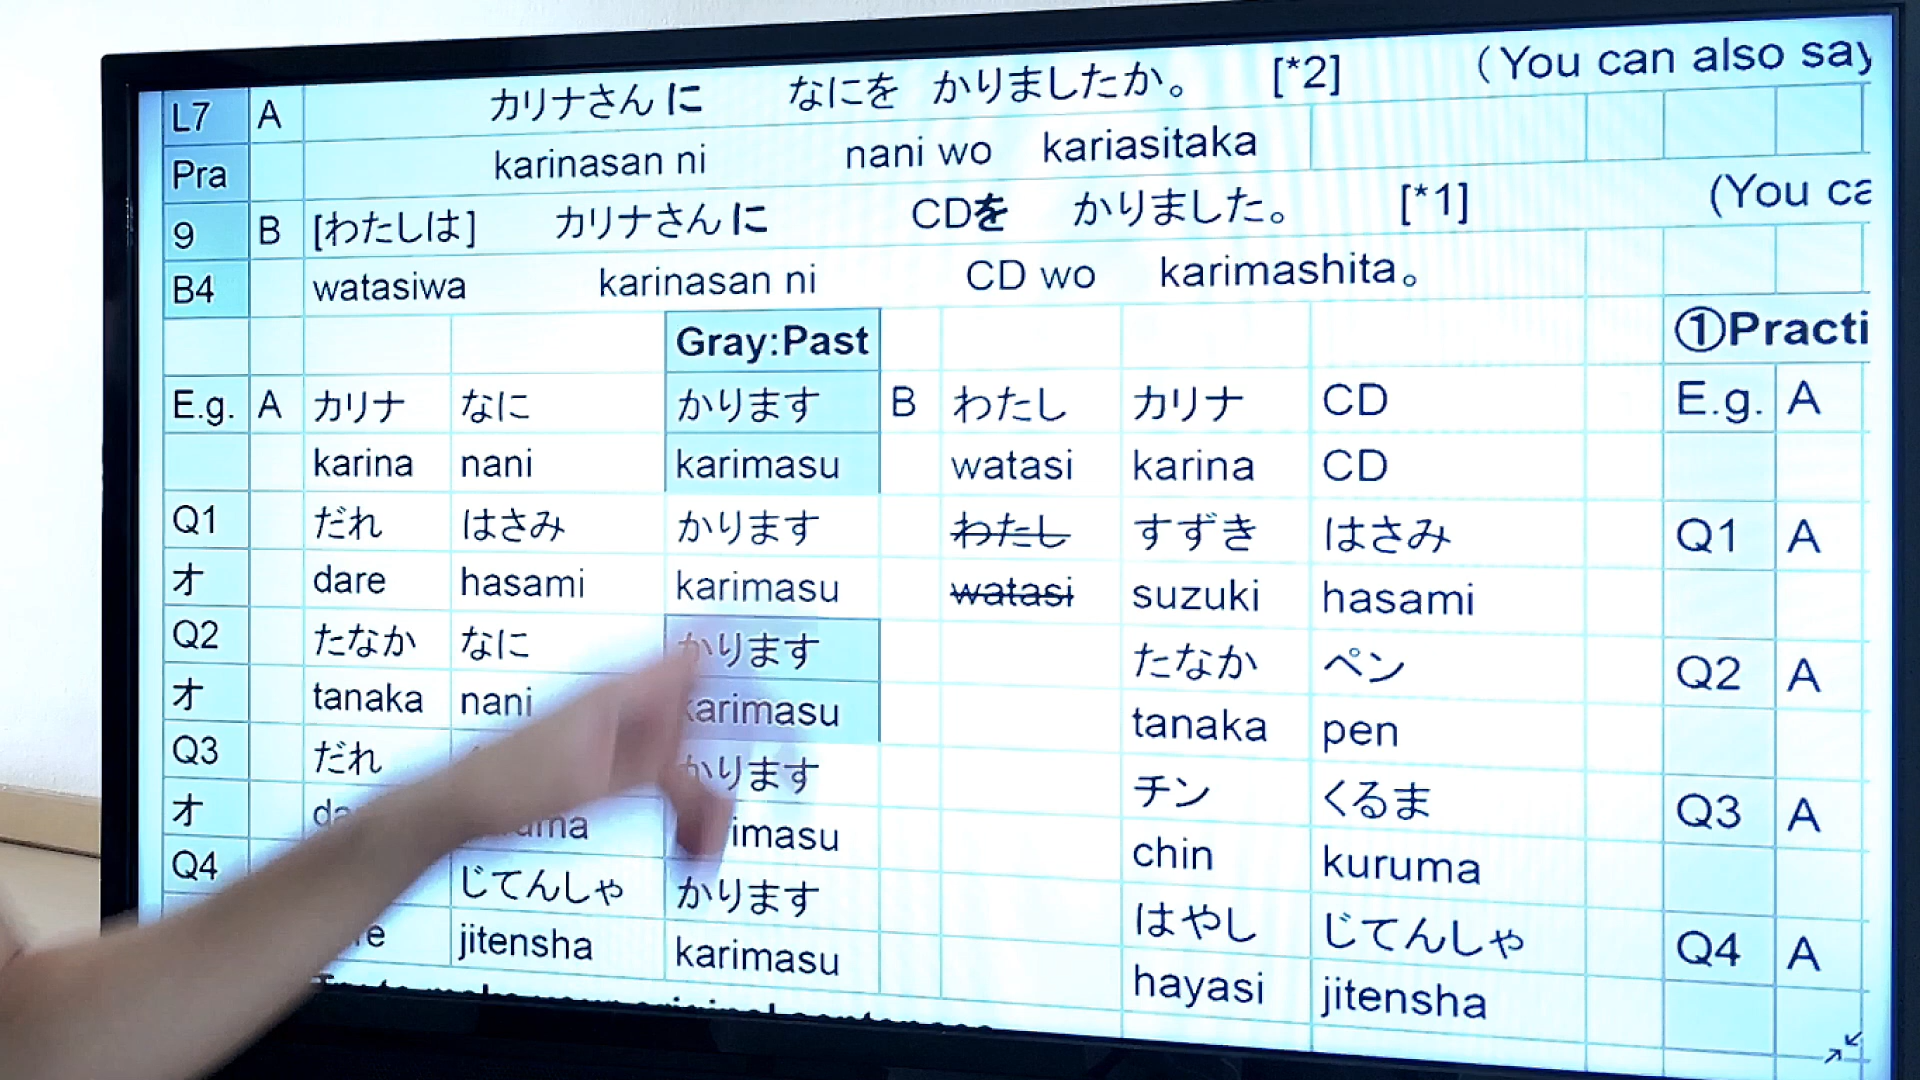 L7 A カリナさんに なにを かりましたか。 [*2] (You can also say
Pra karinasan ni nani wo kariasitaka
9 B [わたしは] カリナさんに CDを かりました。 [*1] (You ca
B4 watasiwa karinasan ni CD wo karimashita。
Gray:Past ①Practi
E.g. A カリナ なに かります B わたし カリナ CD E.g. A
karina nani karimasu watasi karina CD
Q1 だれ はさみ かります わたし すずき はさみ Q1 A
オ dare hasami karimasu watasi suzuki hasami
Q2 たなか なに かります たなか ペン Q2 A
オ tanaka nani karimasu tanaka pen
Q3 だれ かります チン くるま Q3 A
オ imasu chin kuruma
Q4 じてんしゃ かります はやし じてんしゃ Q4 A
jitensha karimasu hayasi jitensha